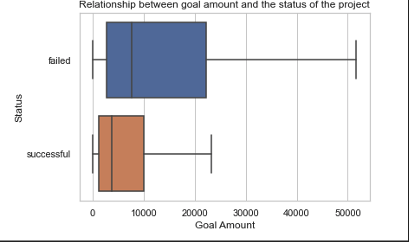 Relationship between goal amount and the status of the project
failed
Status
successful
0 10000 20000 30000 40000 50000
Goal Amount